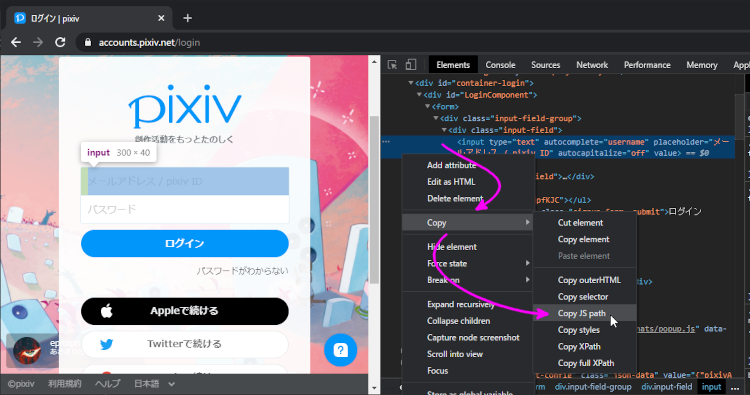 ログイン | pixiv
accounts.pixiv.net/login
Elements Console Sources Network Performance Memory
<div id="container-login">
<div id="LoginComponent">
<form>
<div class="input-field-group">
<div class="input-field">
<input type="text" autocomplete="username" placeholder="メ
ールアドレス / pixiv ID" autocapitalize="off" value> == $0
pixiv
創作活動をもっとたのしく
input 300 × 40
メールアドレス / pixiv ID
パスワード
ログイン
パスワードがわからない
Appleで続ける
Twitterで続ける
?
©pixiv 利用規約 ヘルプ 日本語
Add attribute
Edit as HTML
Delete element
Copy
Hide element
Force state
Break on
Expand recursively
Collapse children
Capture node screenshot
Scroll into view
Focus
Store as global variable
Cut element
Copy element
Paste element
Copy outerHTML
Copy selector
Copy JS path
Copy styles
Copy XPath
Copy full XPath
div.input-field-group div.input-field input ...